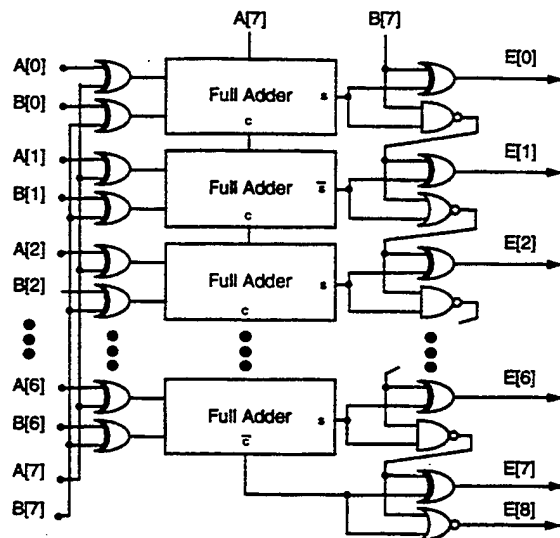 A[7] B[7]
A[0] E[0]
Full Adder s
B[0]
c
A[1] E[1]
Full Adder s̅
B[1]
c
A[2] E[2]
Full Adder s
B[2]
c
A[6] E[6]
Full Adder s
B[6]
c̅
A[7] E[7]
B[7] E[8]